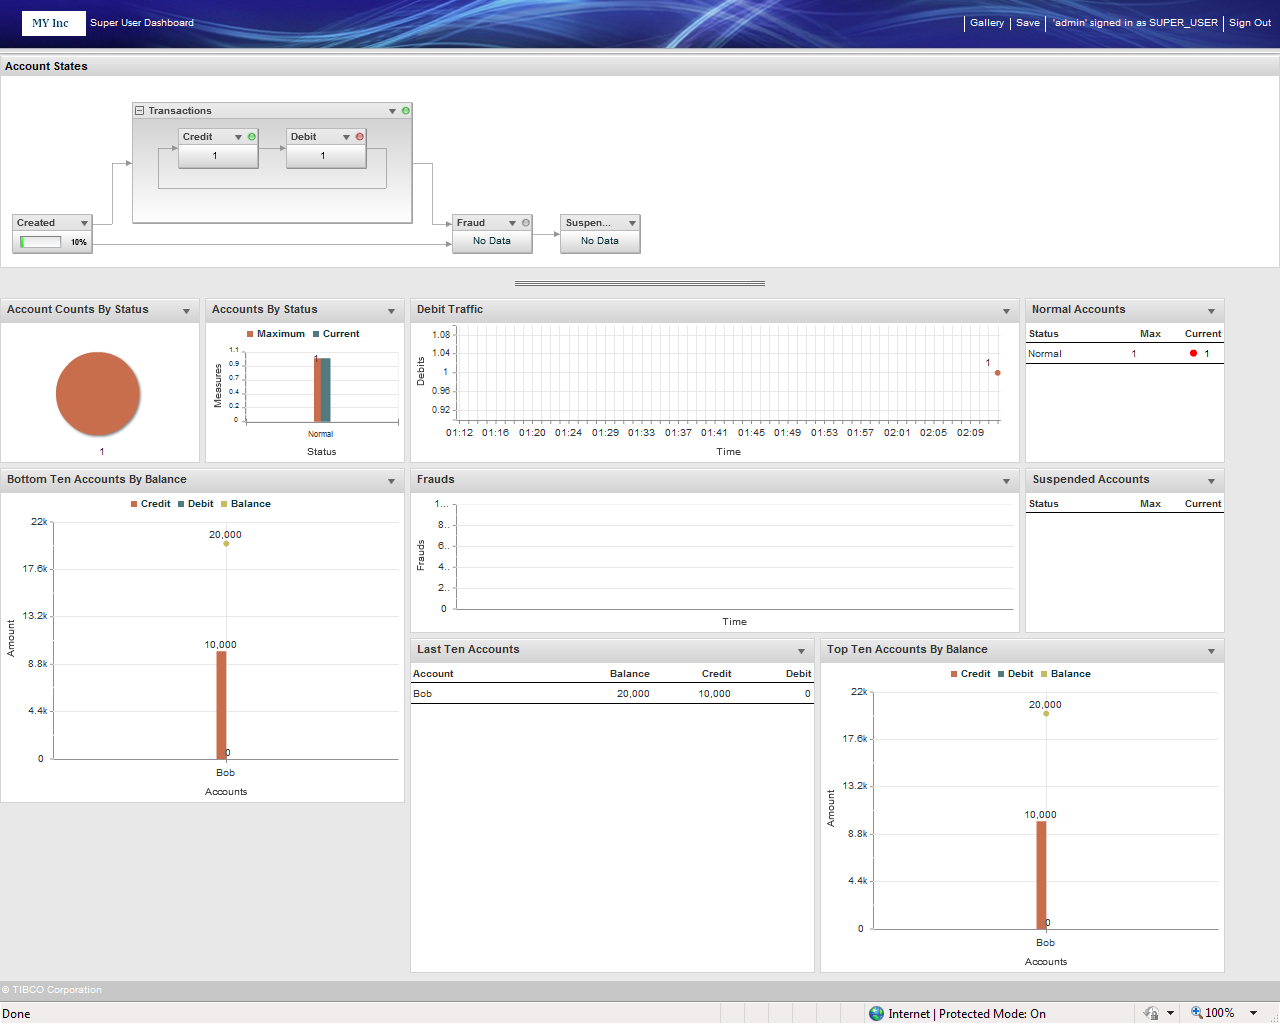 MY Inc
Super User Dashboard
Gallery
Save
'admin' signed in as SUPER_USER
Sign Out
Account States
Transactions
Credit
1
Debit
1
Created
10%
Fraud
No Data
Suspen...
No Data
Account Counts By Status
1
Accounts By Status
Maximum
Current
1.1
0.9
0.7
0.4
0.2
0
Measures
1
Normal
Status
Debit Traffic
1.08
1.04
1
0.96
0.92
Debits
1
01:12 01:16 01:20 01:24 01:29 01:33 01:37 01:41 01:45 01:49 01:53 01:57 02:01 02:05 02:09
Time
Normal Accounts
Status Max Current
Normal 1 1
Bottom Ten Accounts By Balance
Credit Debit Balance
22k
17.6k
13.2k
8.8k
4.4k
0
Amount
20,000
10,000
0
Bob
Accounts
Frauds
1...
8..
6..
4..
2..
0
Frauds
Time
Suspended Accounts
Status Max Current
Last Ten Accounts
Account Balance Credit Debit
Bob 20,000 10,000 0
Top Ten Accounts By Balance
Credit Debit Balance
22k
17.6k
13.2k
8.8k
4.4k
0
Amount
20,000
10,000
0
Bob
Accounts
© TIBCO Corporation
Done
Internet | Protected Mode: On
100%